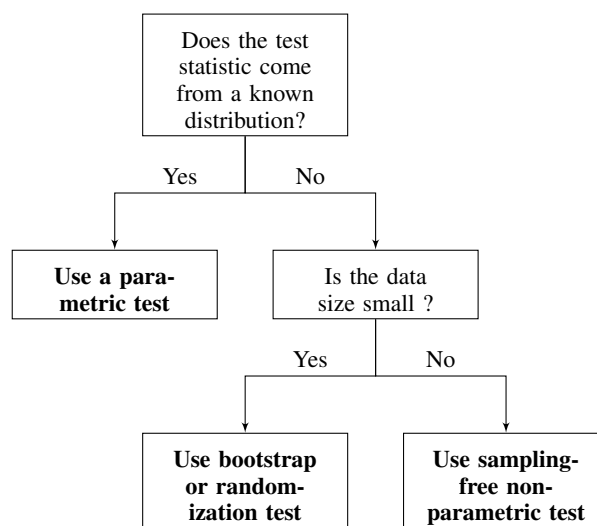 Does the test
statistic come
from a known
distribution?
Yes
No
Use a para-
metric test
Is the data
size small ?
Yes
No
Use bootstrap
or random-
ization test
Use sampling-
free non-
parametric test